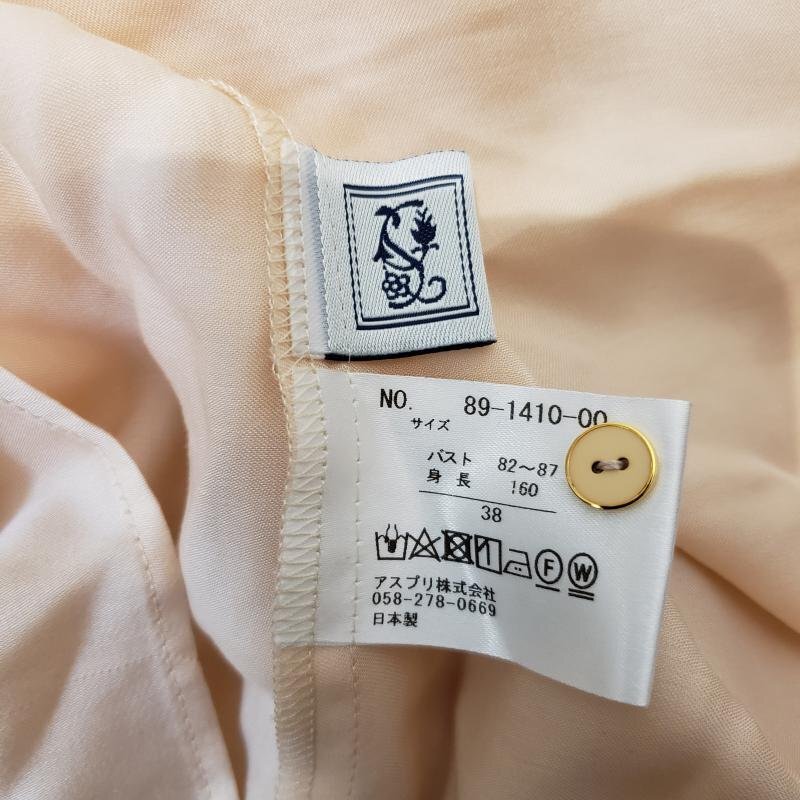 NO. 89-1410-00
サイズ
バスト 82～87
身長 160
38
F W
アスプリ株式会社
058-278-0669
日本製